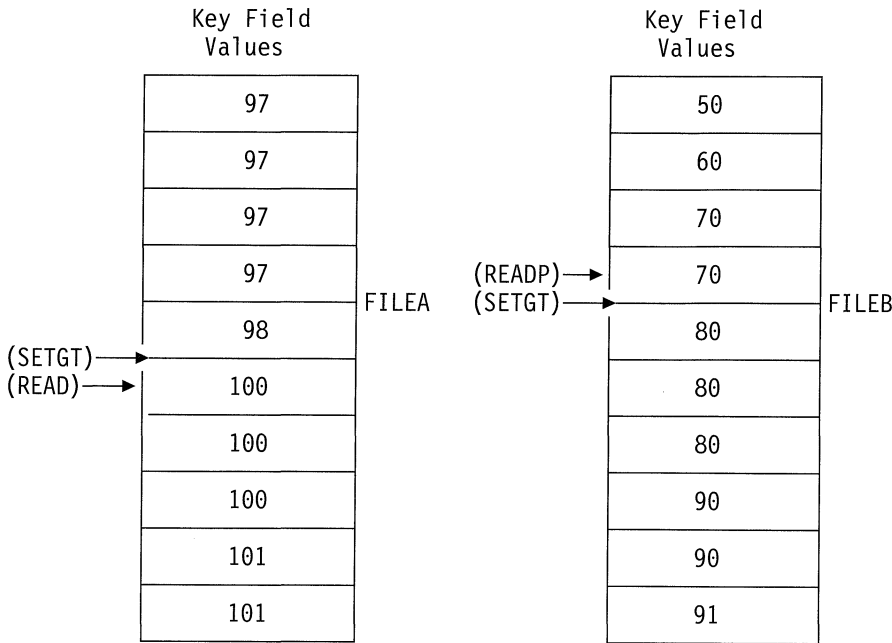 Key Field
Values
97
97
97
97
98
100
100
100
101
101
FILEA
(SETGT)
(READ)
Key Field
Values
50
60
70
70
80
80
80
90
90
91
(READP)
(SETGT)
FILEB